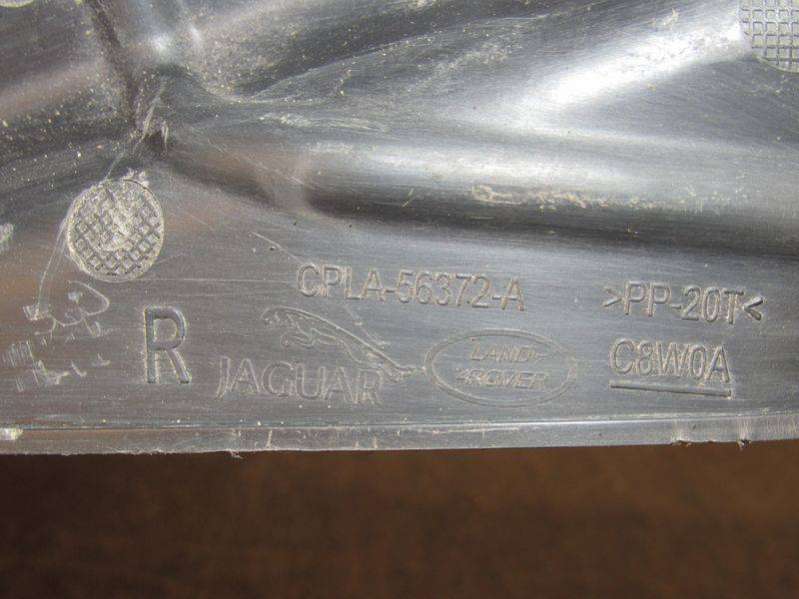 CPLA-56372-A >PP-20T<
R JAGUAR LAND-
-ROVER C8W0A